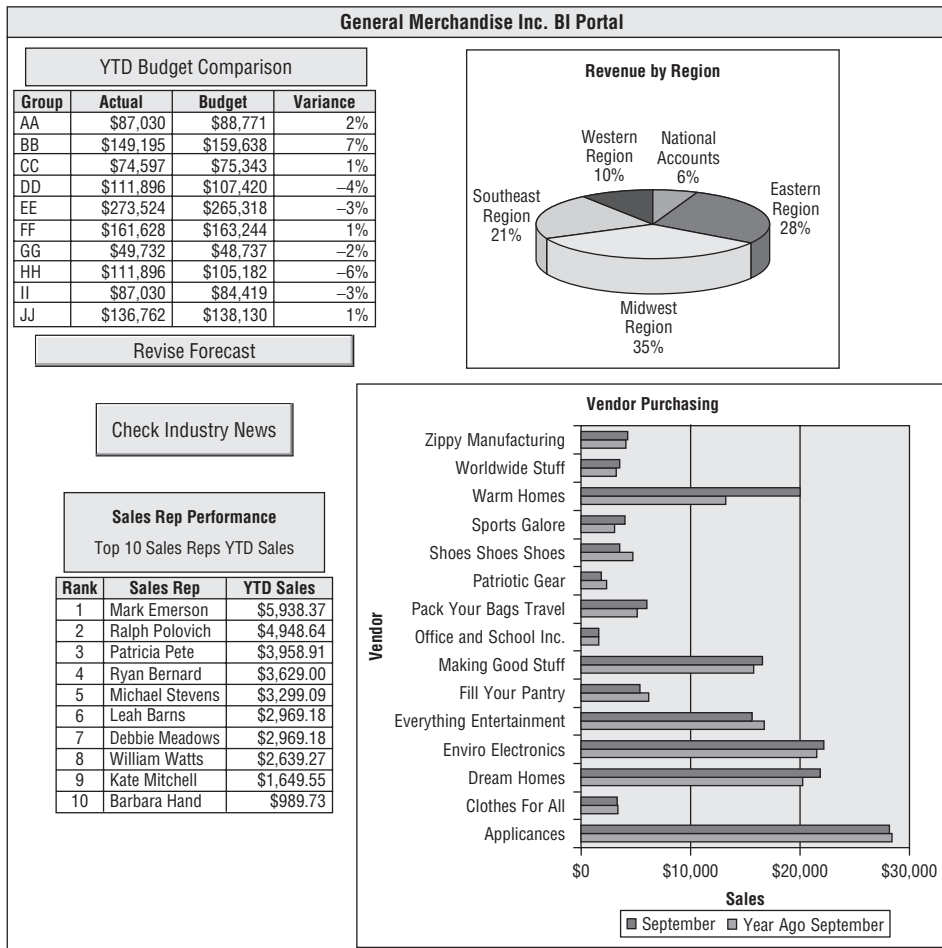 General Merchandise Inc. BI Portal
YTD Budget Comparison
Group Actual Budget Variance
AA $87,030 $88,771 2%
BB $149,195 $159,638 7%
CC $74,597 $75,343 1%
DD $111,896 $107,420 –4%
EE $273,524 $265,318 –3%
FF $161,628 $163,244 1%
GG $49,732 $48,737 –2%
HH $111,896 $105,182 –6%
II $87,030 $84,419 –3%
JJ $136,762 $138,130 1%
Revise Forecast
Revenue by Region
Western
Region
10%
National
Accounts
6%
Eastern
Region
28%
Southeast
Region
21%
Midwest
Region
35%
Check Industry News
Sales Rep Performance
Top 10 Sales Reps YTD Sales
Rank Sales Rep YTD Sales
1 Mark Emerson $5,938.37
2 Ralph Polovich $4,948.64
3 Patricia Pete $3,958.91
4 Ryan Bernard $3,629.00
5 Michael Stevens $3,299.09
6 Leah Barns $2,969.18
7 Debbie Meadows $2,969.18
8 William Watts $2,639.27
9 Kate Mitchell $1,649.55
10 Barbara Hand $989.73
Vendor Purchasing
Vendor
Zippy Manufacturing
Worldwide Stuff
Warm Homes
Sports Galore
Shoes Shoes Shoes
Patriotic Gear
Pack Your Bags Travel
Office and School Inc.
Making Good Stuff
Fill Your Pantry
Everything Entertainment
Enviro Electronics
Dream Homes
Clothes For All
Applicances
$0 $10,000 $20,000 $30,000
Sales
September Year Ago September